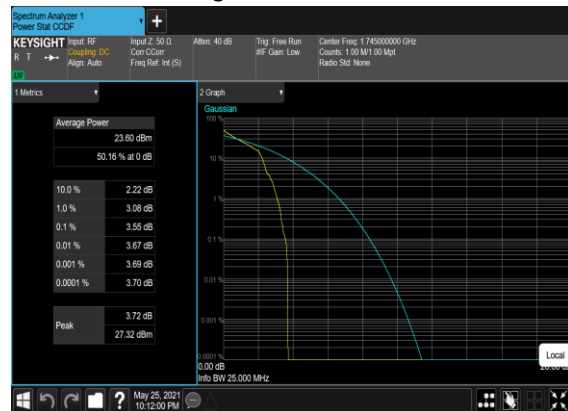 Spectrum Analyzer 1
Power Stat CCDF
KEYSIGHT
R T
LW
Input: RF
Coupling: DC
Align: Auto
Input Z: 50 Ω
Corr CCorr
Freq Ref: Int (S)
Atten: 40 dB
Trig: Free Run
#IF Gain: Low
Center Freq: 1.745000000 GHz
Counts: 1.00 M/1.00 Mpt
Radio Std: None
1 Metrics
Average Power
23.60 dBm
50.16 % at 0 dB
10.0 % 2.22 dB
1.0 % 3.08 dB
0.1 % 3.55 dB
0.01 % 3.67 dB
0.001 % 3.69 dB
0.0001 % 3.70 dB
Peak 3.72 dB
27.32 dBm
2 Graph
Gaussian
100 %
10 %
1 %
0.1 %
0.01 %
0.001 %
0.0001 %
0.00 dB
Info BW 25.000 MHz
Local
?
May 25, 2021
10:12:00 PM